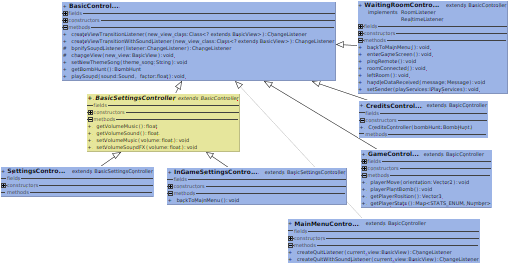 BasicControl...
fields
constructors
methods
+ createViewTransitionListener(new_view_class: Class<? extends BasicView>): ChangeListener
+ createViewTransitionWithSoundListener(new_view_class: Class<? extends BasicView>): ChangeListener
# bonifySoundListener(listener: ChangeListener): ChangeListener
# changeView(new_view: BasicView): void
+ setNewThemeSong(theme_song: String): void
+ getBombHunt(): BombHunt
+ playSound(sound: Sound, factor: float): void
+ WaitingRoomContro... extends BasicController
implements RoomListener
RealtimeListener
fields
constructors
methods
+ backToMainMenu(): void
+ enterGameScreen(): void
+ pingRemote(): void
+ roomConnected(): void
+ leftRoom(): void
+ handleDataReceived(message: Message): void
+ setSender(playServices: IPlayServices): void
BasicSettingsController extends BasicController
fields
constructors
methods
+ getVolumeMusic(): float
+ getVolumeSound(): float
+ setVolumeMusic(volume: float): void
+ setVolumeSoundFX(volume: float): void
CreditsControl... extends BasicController
fields
constructors
+ CreditsController(bombHunt: BombHunt)
methods
GameControl... extends BasicController
fields
constructors
methods
+ playerMove(orientation: Vector2): void
+ playerPlantBomb(): void
+ getPlayerPosition(): Vector3
+ getPlayerStats(): Map<STATS_ENUM, Number>
SettingsContro... extends BasicSettingsController
fields
constructors
methods
InGameSettingsContro... extends BasicSettingsController
fields
constructors
methods
+ backToMainMenu(): void
MainMenuContro... extends BasicController
fields
constructors
methods
+ createQuitListener(current_view: BasicView): ChangeListener
+ createQuitWithSoundListener(current_view: BasicView): ChangeListener